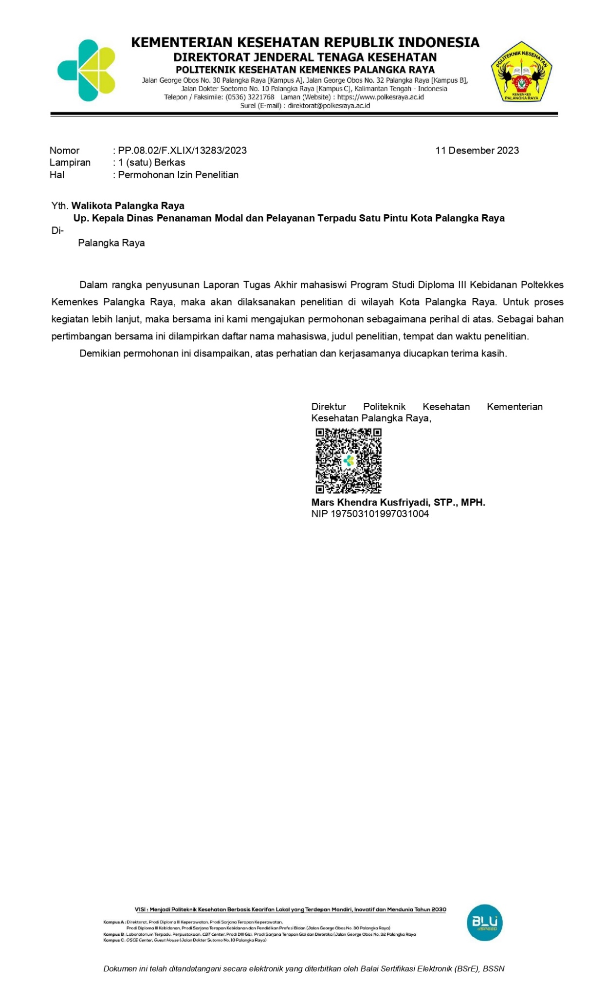 KEMENTERIAN KESEHATAN REPUBLIK INDONESIA
DIREKTORAT JENDERAL TENAGA KESEHATAN
POLITEKNIK KESEHATAN KEMENKES PALANGKA RAYA
Jalan George Obos No. 30 Palangka Raya [Kampus A], Jalan George Obos No. 32 Palangka Raya [Kampus B],
Jalan Dokter Soetomo No. 10 Palangka Raya [Kampus C], Kalimantan Tengah - Indonesia
Telepon / Faksimile: (0536) 3221768 Laman (Website) : https://www.polkesraya.ac.id
Surel (E-mail) : direktorat@polkesraya.ac.id
POLITEKNIK KESEHATAN
KEMENKES
PALANGKA RAYA
Nomor : PP.08.02/F.XLIX/13283/2023 11 Desember 2023
Lampiran : 1 (satu) Berkas
Hal : Permohonan Izin Penelitian
Yth. Walikota Palangka Raya
Up. Kepala Dinas Penanaman Modal dan Pelayanan Terpadu Satu Pintu Kota Palangka Raya
Di-
Palangka Raya
Dalam rangka penyusunan Laporan Tugas Akhir mahasiswi Program Studi Diploma III Kebidanan Poltekkes
Kemenkes Palangka Raya, maka akan dilaksanakan penelitian di wilayah Kota Palangka Raya. Untuk proses
kegiatan lebih lanjut, maka bersama ini kami mengajukan permohonan sebagaimana perihal di atas. Sebagai bahan
pertimbangan bersama ini dilampirkan daftar nama mahasiswa, judul penelitian, tempat dan waktu penelitian.
Demikian permohonan ini disampaikan, atas perhatian dan kerjasamanya diucapkan terima kasih.
Direktur Politeknik Kesehatan Kementerian
Kesehatan Palangka Raya,
Mars Khendra Kusfriyadi, STP., MPH.
NIP 197503101997031004
VISI : Menjadi Politeknik Kesehatan Berbasis Kearifan Lokal yang Terdepan Mandiri, Inovatif dan Mendunia Tahun 2030
Kampus A : Direktorat, Prodi Diploma III Keperawatan, Prodi Sarjana Terapan Keperawatan,
Prodi Diploma III Kebidanan, Prodi Sarjana Terapan Kebidanan dan Pendidikan Profesi Bidan (Jalan George Obos No. 30 Palangka Raya)
Kampus B : Laboratorium Terpadu, Perpustakaan, CBT Center, Prodi DIII Gizi, Prodi Sarjana Terapan Gizi dan Dietetika (Jalan George Obos No. 32 Palangka Raya
Kampus C : OSCE Center, Guest House (Jalan Dokter Sutomo No. 10 Palangka Raya)
BLU
SPEED
Dokumen ini telah ditandatangani secara elektronik yang diterbitkan oleh Balai Sertifikasi Elektronik (BSrE), BSSN